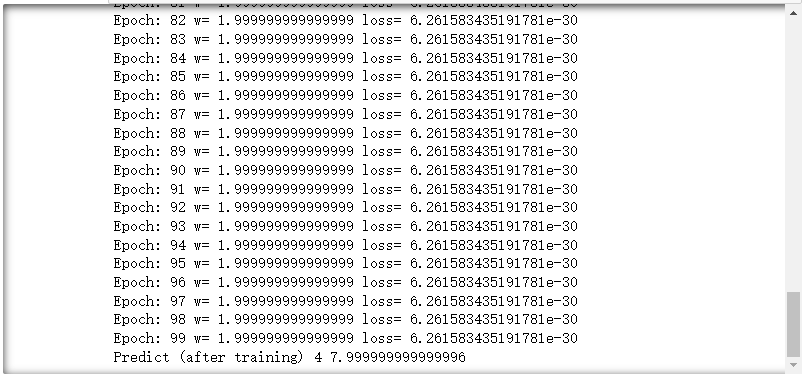 Epoch: 82 w= 1.999999999999999 loss= 6.261583435191781e-30
Epoch: 83 w= 1.999999999999999 loss= 6.261583435191781e-30
Epoch: 84 w= 1.999999999999999 loss= 6.261583435191781e-30
Epoch: 85 w= 1.999999999999999 loss= 6.261583435191781e-30
Epoch: 86 w= 1.999999999999999 loss= 6.261583435191781e-30
Epoch: 87 w= 1.999999999999999 loss= 6.261583435191781e-30
Epoch: 88 w= 1.999999999999999 loss= 6.261583435191781e-30
Epoch: 89 w= 1.999999999999999 loss= 6.261583435191781e-30
Epoch: 90 w= 1.999999999999999 loss= 6.261583435191781e-30
Epoch: 91 w= 1.999999999999999 loss= 6.261583435191781e-30
Epoch: 92 w= 1.999999999999999 loss= 6.261583435191781e-30
Epoch: 93 w= 1.999999999999999 loss= 6.261583435191781e-30
Epoch: 94 w= 1.999999999999999 loss= 6.261583435191781e-30
Epoch: 95 w= 1.999999999999999 loss= 6.261583435191781e-30
Epoch: 96 w= 1.999999999999999 loss= 6.261583435191781e-30
Epoch: 97 w= 1.999999999999999 loss= 6.261583435191781e-30
Epoch: 98 w= 1.999999999999999 loss= 6.261583435191781e-30
Epoch: 99 w= 1.999999999999999 loss= 6.261583435191781e-30
Predict (after training) 4 7.999999999999996